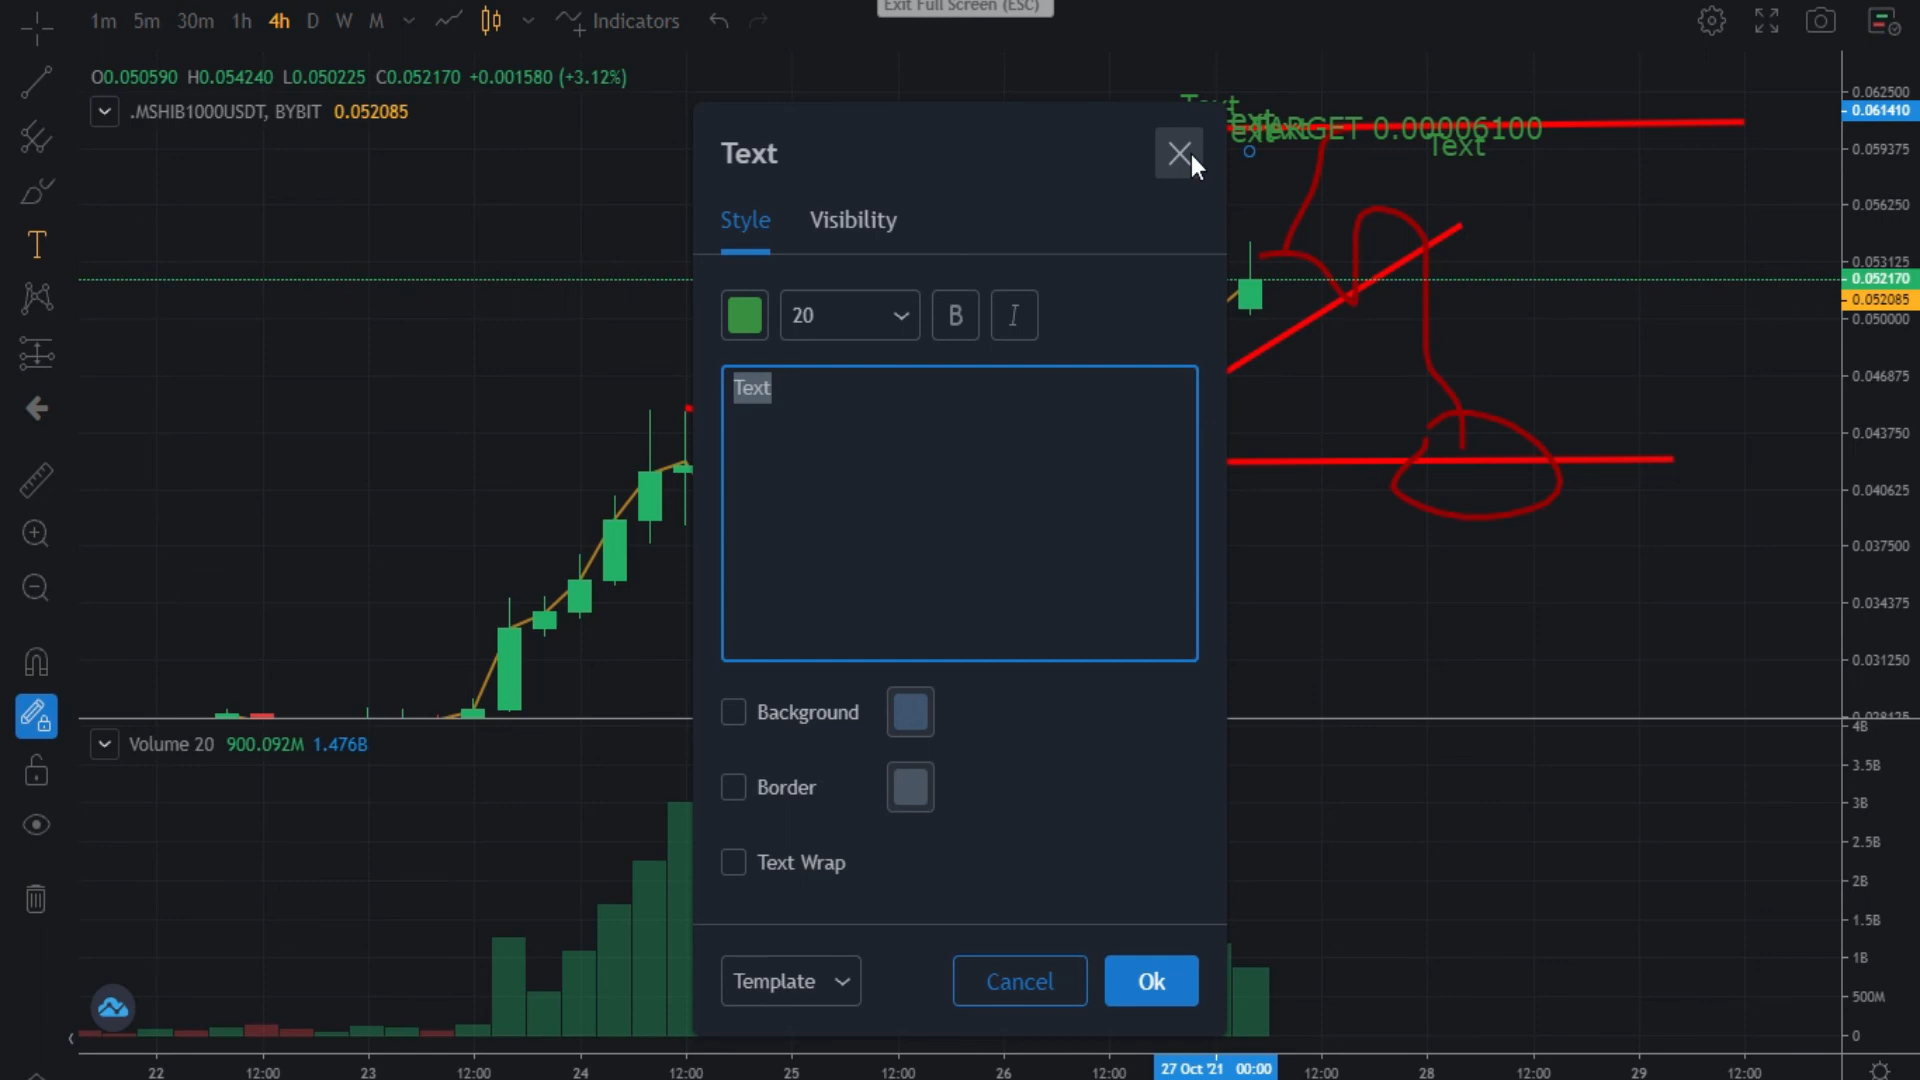 Exit Full Screen (ESC)
1m 5m 30m 1h 4h D W M Indicators
O0.050590 H0.054240 L0.050225 C0.052170 +0.001580 (+3.12%)
.MSHIB1000USDT, BYBIT 0.052085
Text
Text
Text
TARGET 0.00006100
Text
0.062500
0.061410
0.059375
0.056250
0.053125
0.052170
0.052085
0.050000
0.046875
0.043750
0.040625
0.037500
0.034375
0.031250
0.028125
Text
Style Visibility
20 B I
Text
Background
Border
Text Wrap
Template Cancel Ok
Volume 20 900.092M 1.476B
4B
3.5B
3B
2.5B
2B
1.5B
1B
500M
0
22 12:00 23 12:00 24 12:00 25 12:00 26 12:00 27 Oct '21 00:00 12:00 28 12:00 29 12:00